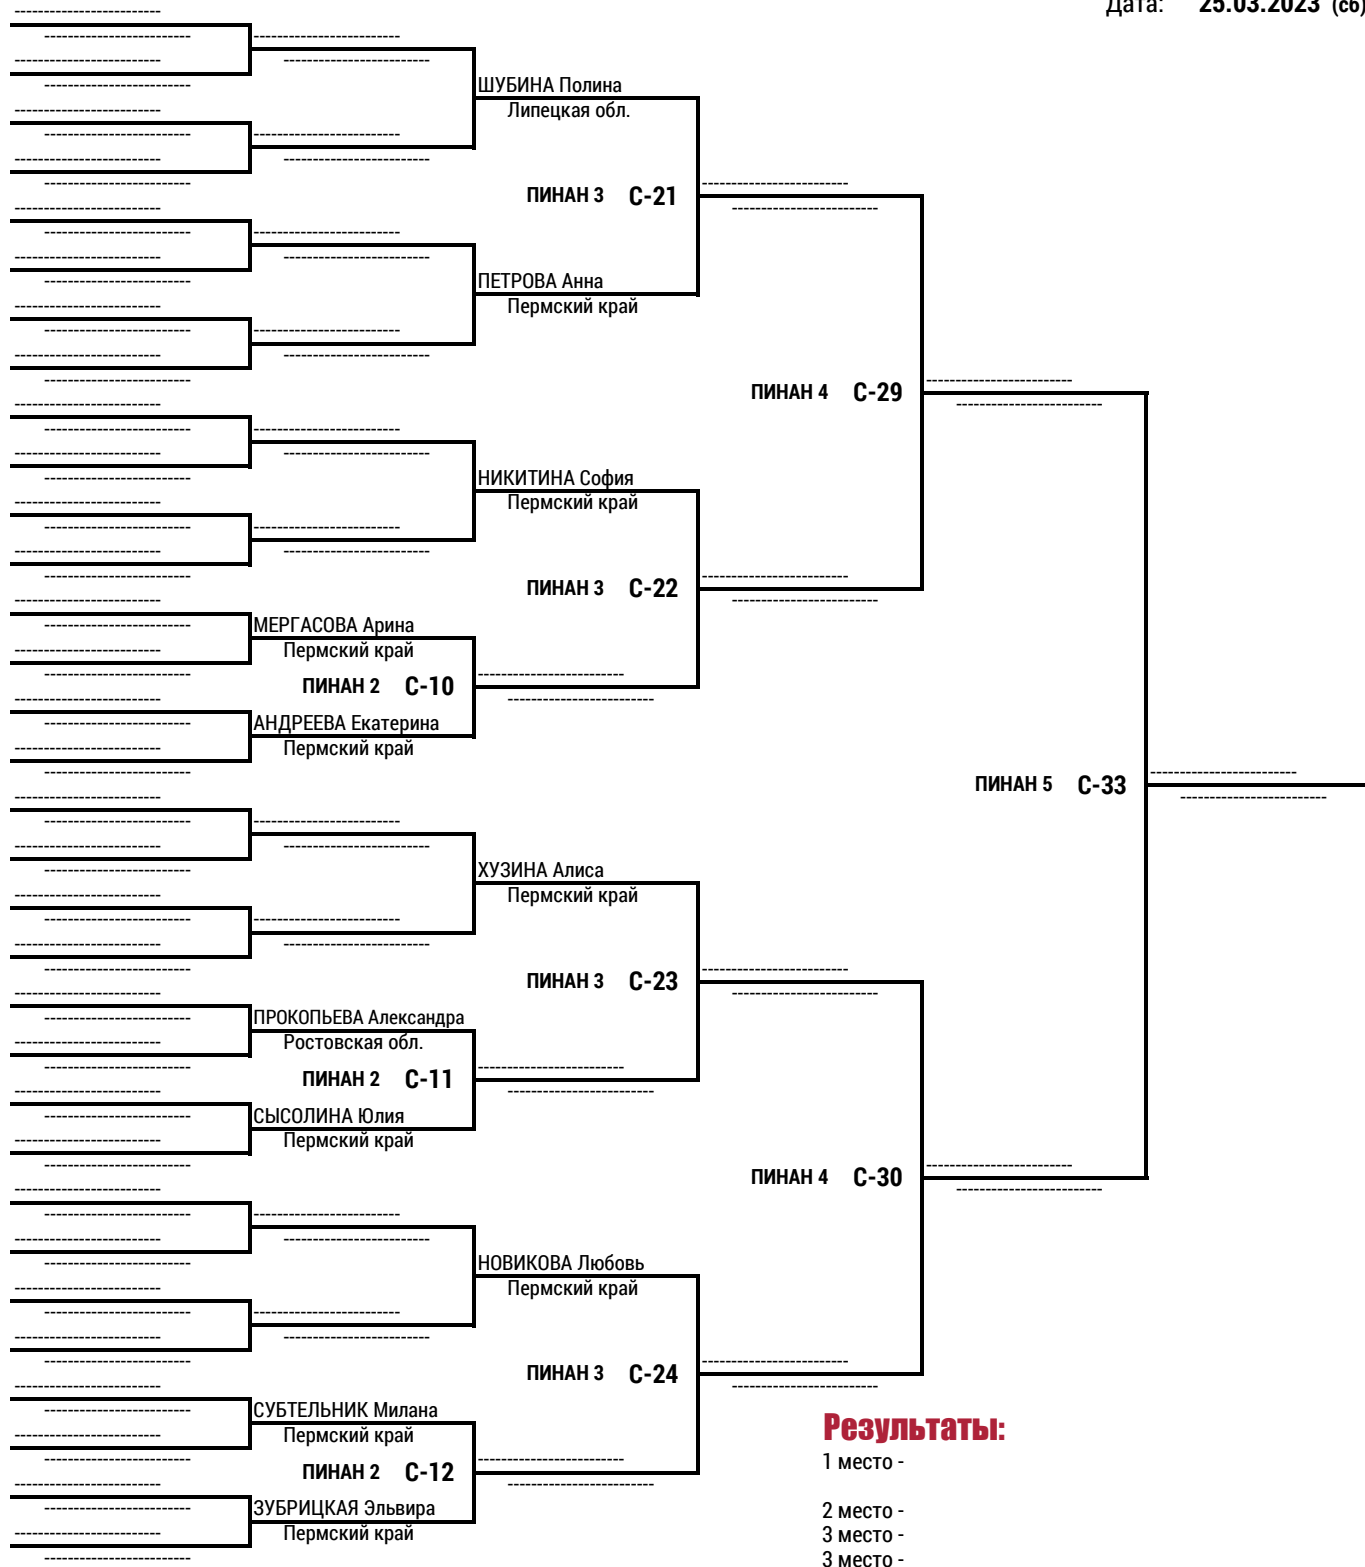 Дата: 25.03.2023 (сб)
ШУБИНА Полина
Липецкая обл.
ПИНАН 3 С-21
ПЕТРОВА Анна
Пермский край
ПИНАН 4 С-29
НИКИТИНА София
Пермский край
ПИНАН 3 С-22
МЕРГАСОВА Арина
Пермский край
ПИНАН 2 С-10
АНДРЕЕВА Екатерина
Пермский край
ПИНАН 5 С-33
ХУЗИНА Алиса
Пермский край
ПИНАН 3 С-23
ПРОКОПЬЕВА Александра
Ростовская обл.
ПИНАН 2 С-11
СЫСОЛИНА Юлия
Пермский край
ПИНАН 4 С-30
НОВИКОВА Любовь
Пермский край
ПИНАН 3 С-24
СУБТЕЛЬНИК Милана
Пермский край
ПИНАН 2 С-12
ЗУБРИЦКАЯ Эльвира
Пермский край
Результаты:
1 место -
2 место -
3 место -
3 место -